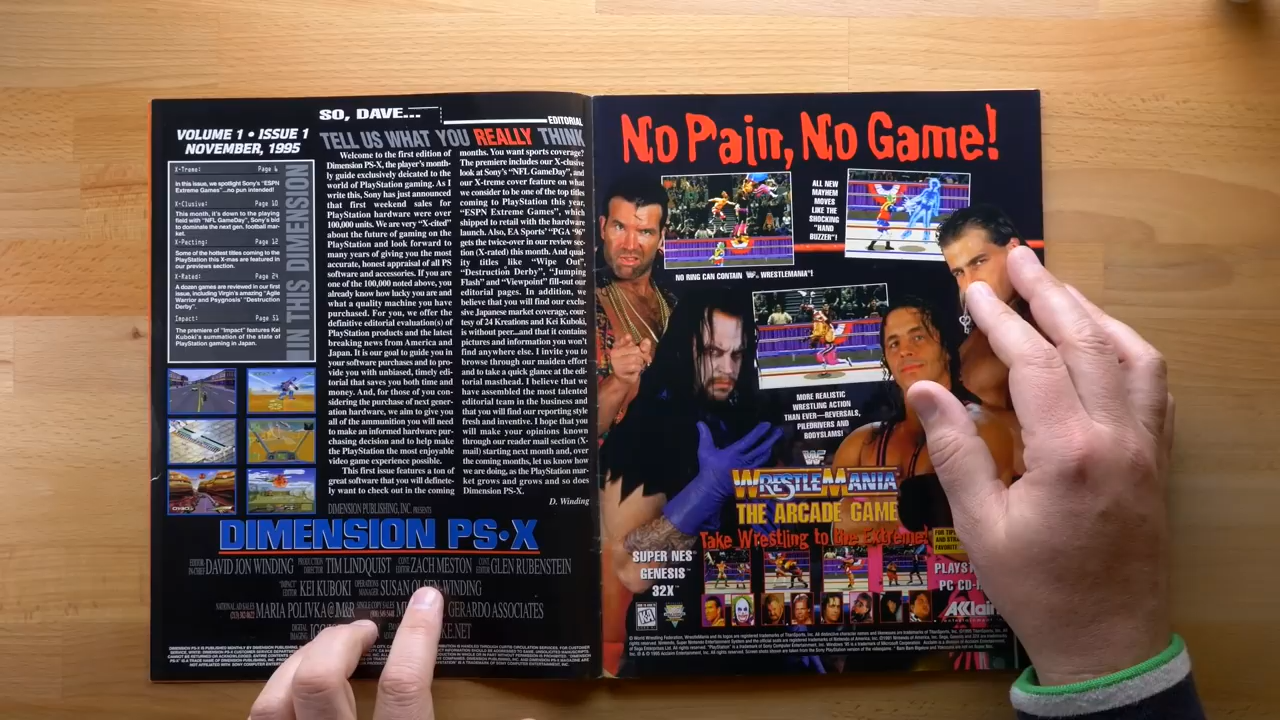 SO, DAVE...
EDITORIAL
VOLUME 1 • ISSUE 1
NOVEMBER, 1995
X-Treme: Page 6
In this issue, we spotlight Sony's "ESPN
Extreme Games"...no pun intended!
X-Clusive: Page 10
This month, it's down to the playing
field with "NFL GameDay", Sony's bid
to dominate the next gen. football mar-
ket.
X-Pacting: Page 12
Some of the hottest titles coming to the
PlayStation this X-mas are featured in
our previews section.
X-Rated: Page 24
A dozen games are reviewed in our first
issue, including Virgin's amazing "Agile
Warrior and Psygnosis' "Destruction
Derby".
Impact: Page 51
The premiere of "Impact" features Kei
Kuboki's summation of the state of
PlayStation gaming in Japan.
IN THIS DIMENSION
TELL US WHAT YOU REALLY THINK
Welcome to the first edition of
Dimension PS-X, the player's month-
ly guide exclusively deicated to the
world of PlayStation gaming. As I
write this, Sony has just announced
that first weekend sales for
PlayStation hardware were over
100,000 units. We are very "X-cited"
about the future of gaming on the
PlayStation and look forward to
many years of giving you the most
accurate, honest appraisal of all PS
software and accessories. If you are
one of the 100,000 noted above, you
already know how lucky you are and
what a quality machine you have
purchased. For you, we offer the
definitive editorial evaluation(s) of
PlayStation products and the latest
breaking news from America and
Japan. It is our goal to guide you in
your software purchases and to pro-
vide you with unbiased, timely edi-
torial that saves you both time and
money. And, for those of you con-
sidering the purchase of next gener-
ation hardware, we aim to give you
all of the ammunition you will need
to make an informed hardware pur-
chasing decision and to help make
the PlayStation the most enjoyable
video game experience possible.
This first issue features a ton of
great software that you will definete-
ly want to check out in the coming
months. You want sports coverage?
The premiere includes our X-clusive
look at Sony's "NFL GameDay", and
our X-treme cover feature on what
we consider to be one of the top titles
coming to PlayStation this year,
"ESPN Extreme Games", which
shipped to retail with the hardware
launch. Also, EA Sports' "PGA '96"
gets the twice-over in our review sec-
tion (X-rated) this month. And qual-
ity titles like "Wipe Out",
"Destruction Derby", "Jumping
Flash" and "Viewpoint" fill-out our
editorial pages. In addition, we
believe that you will find our exclu-
sive Japanese market coverage, cour-
tesy of 24 Kreations and Kei Kuboki,
is without peer...and that it contains
pictures and information you won't
find anywhere else. I invite you to
browse through our maiden effort
and to take a quick glance at the edi-
torial masthead. I believe that we
have assembled the most talented
editorial team in the business and
that you will find our reporting style
fresh and inventive. I hope that you
will make your opinions known
through our reader mail section (X-
mail) starting next month and, over
the coming months, let us know how
we are doing, as the PlayStation mar-
ket grows and grows and so does
Dimension PS-X.
D. Winding
DIMENSION PUBLISHING, INC. PRESENTS
DIMENSION PS•X
DAVID JON WINDING PRODUCTION DIRECTOR TIM LINDQUIST CONT. EDITOR ZACH MESTON CONT. EDITOR GLEN RUBENSTEIN
IMPACT EDITOR KEI KUBOKI OPERATIONS MANAGER SUSAN OLSEN-WINDING
NATIONAL AD SALES MARIA POLIVKA@JM&R SINGLE COPY SALES GERARDO ASSOCIATES
DIGITAL IMAGING
No Pain, No Game!
ALL NEW
MAYHEM
MOVES
LIKE THE
SHOCKING
"HAND
BUZZER"!
NO RING CAN CONTAIN WF WRESTLEMANIA!
MORE REALISTIC
WRESTLING ACTION
THAN EVER—REVERSALS,
PILEDRIVERS AND
BODYSLAMS!
WF
WRESTLEMANIA
THE ARCADE GAME
Take Wrestling to the Extreme!
SUPER NES
GENESIS
32X
PLAYST
PC CD-
AKKlaim
entertainment